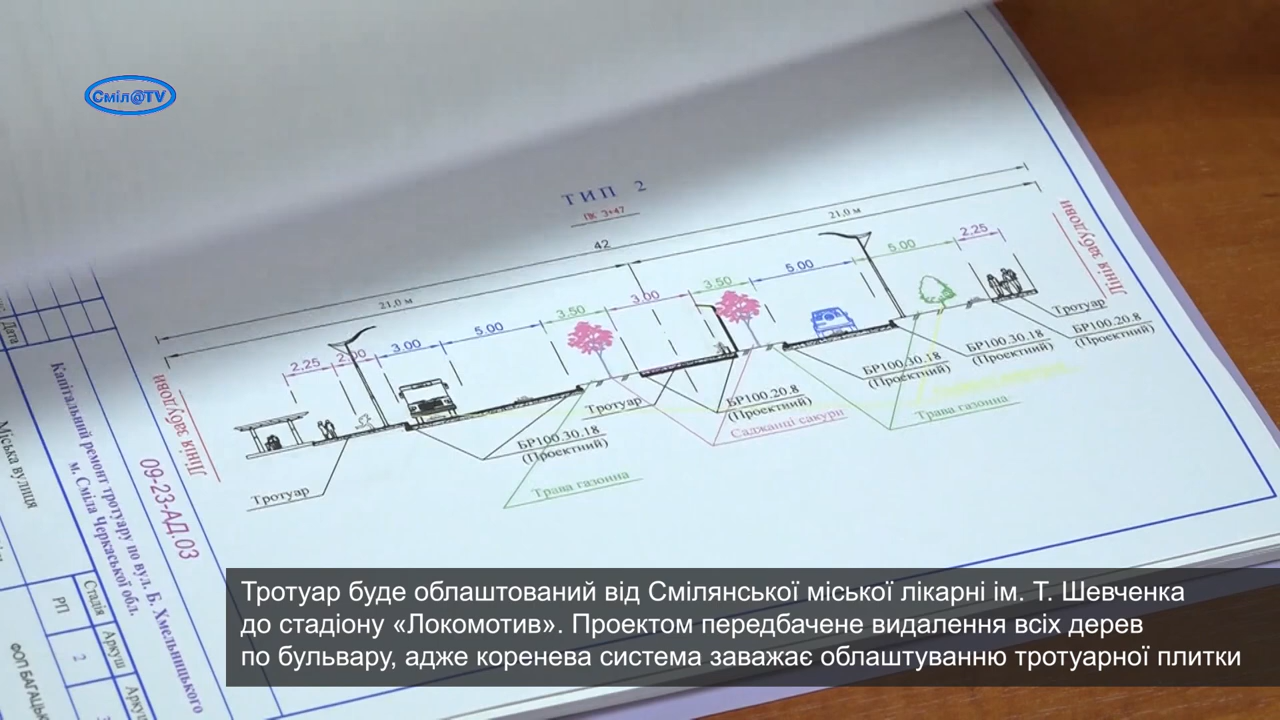 Сміл@TV
ТИП 2
ПК 3+47
42
21,0 м
21,0 м
Лінія забудови
Лінія забудови
2,25
2,00
3.00
5.00
3.50
3,00
3.50
5.00
5.00
2,25
Тротуар
БР100.30.18
(Проектний)
Трава газонна
Тротуар
БР100.20.8
(Проектний)
Саджанці сакури
БР100.30.18
(Проектний)
Трава газонна
БР100.30.18
(Проектний)
Тротуар
БР100.20.8
(Проектний)
Дата
09-23-АД.03
Капітальний ремонт тротуару по вул. Б. Хмельницького
м. Сміла Черкаської обл.
Міська вулиця
Стадія
Аркуш
РП
2
Тротуар буде облаштований від Смілянської міської лікарні ім. Т. Шевченка
до стадіону «Локомотив». Проектом передбачене видалення всіх дерев
по бульвару, адже коренева система заважає облаштуванню тротуарної плитки